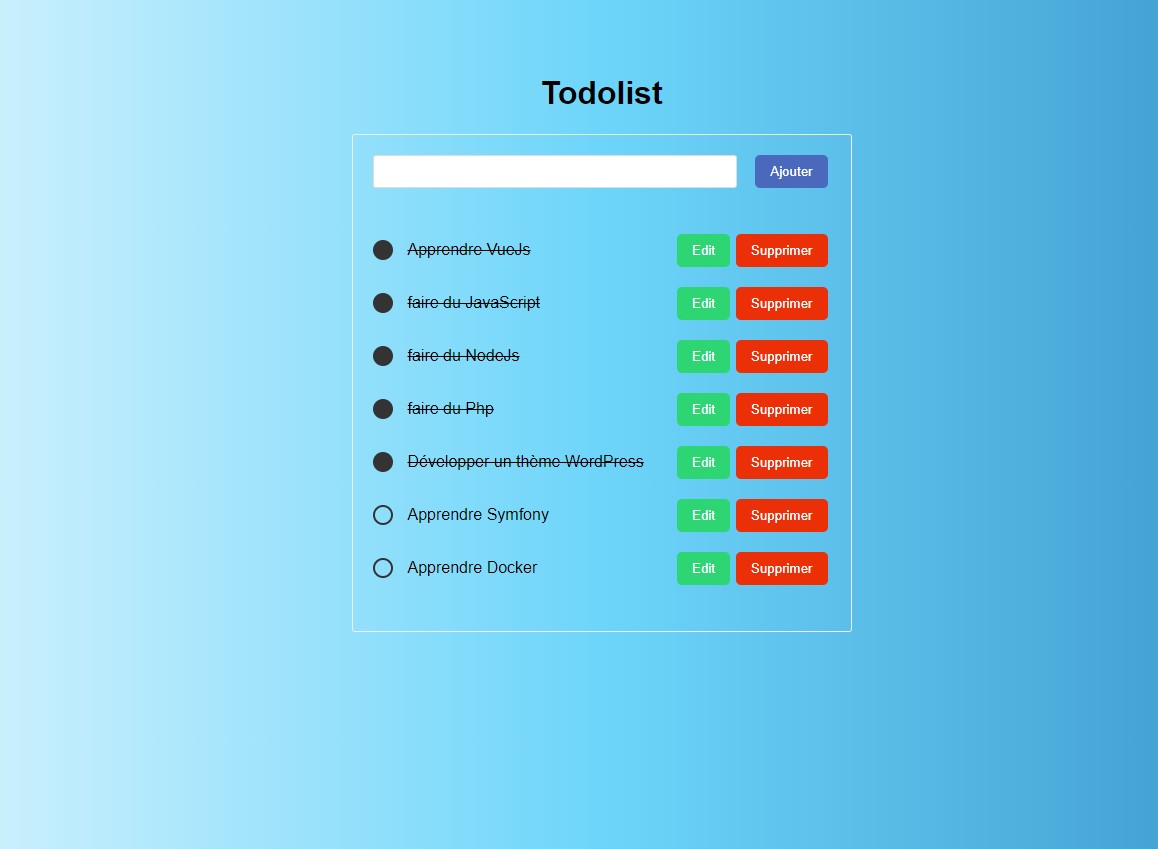 Todolist
Ajouter
Apprendre VueJs Edit Supprimer
faire du JavaScript Edit Supprimer
faire du NodeJs Edit Supprimer
faire du Php Edit Supprimer
Développer un thème WordPress Edit Supprimer
Apprendre Symfony Edit Supprimer
Apprendre Docker Edit Supprimer